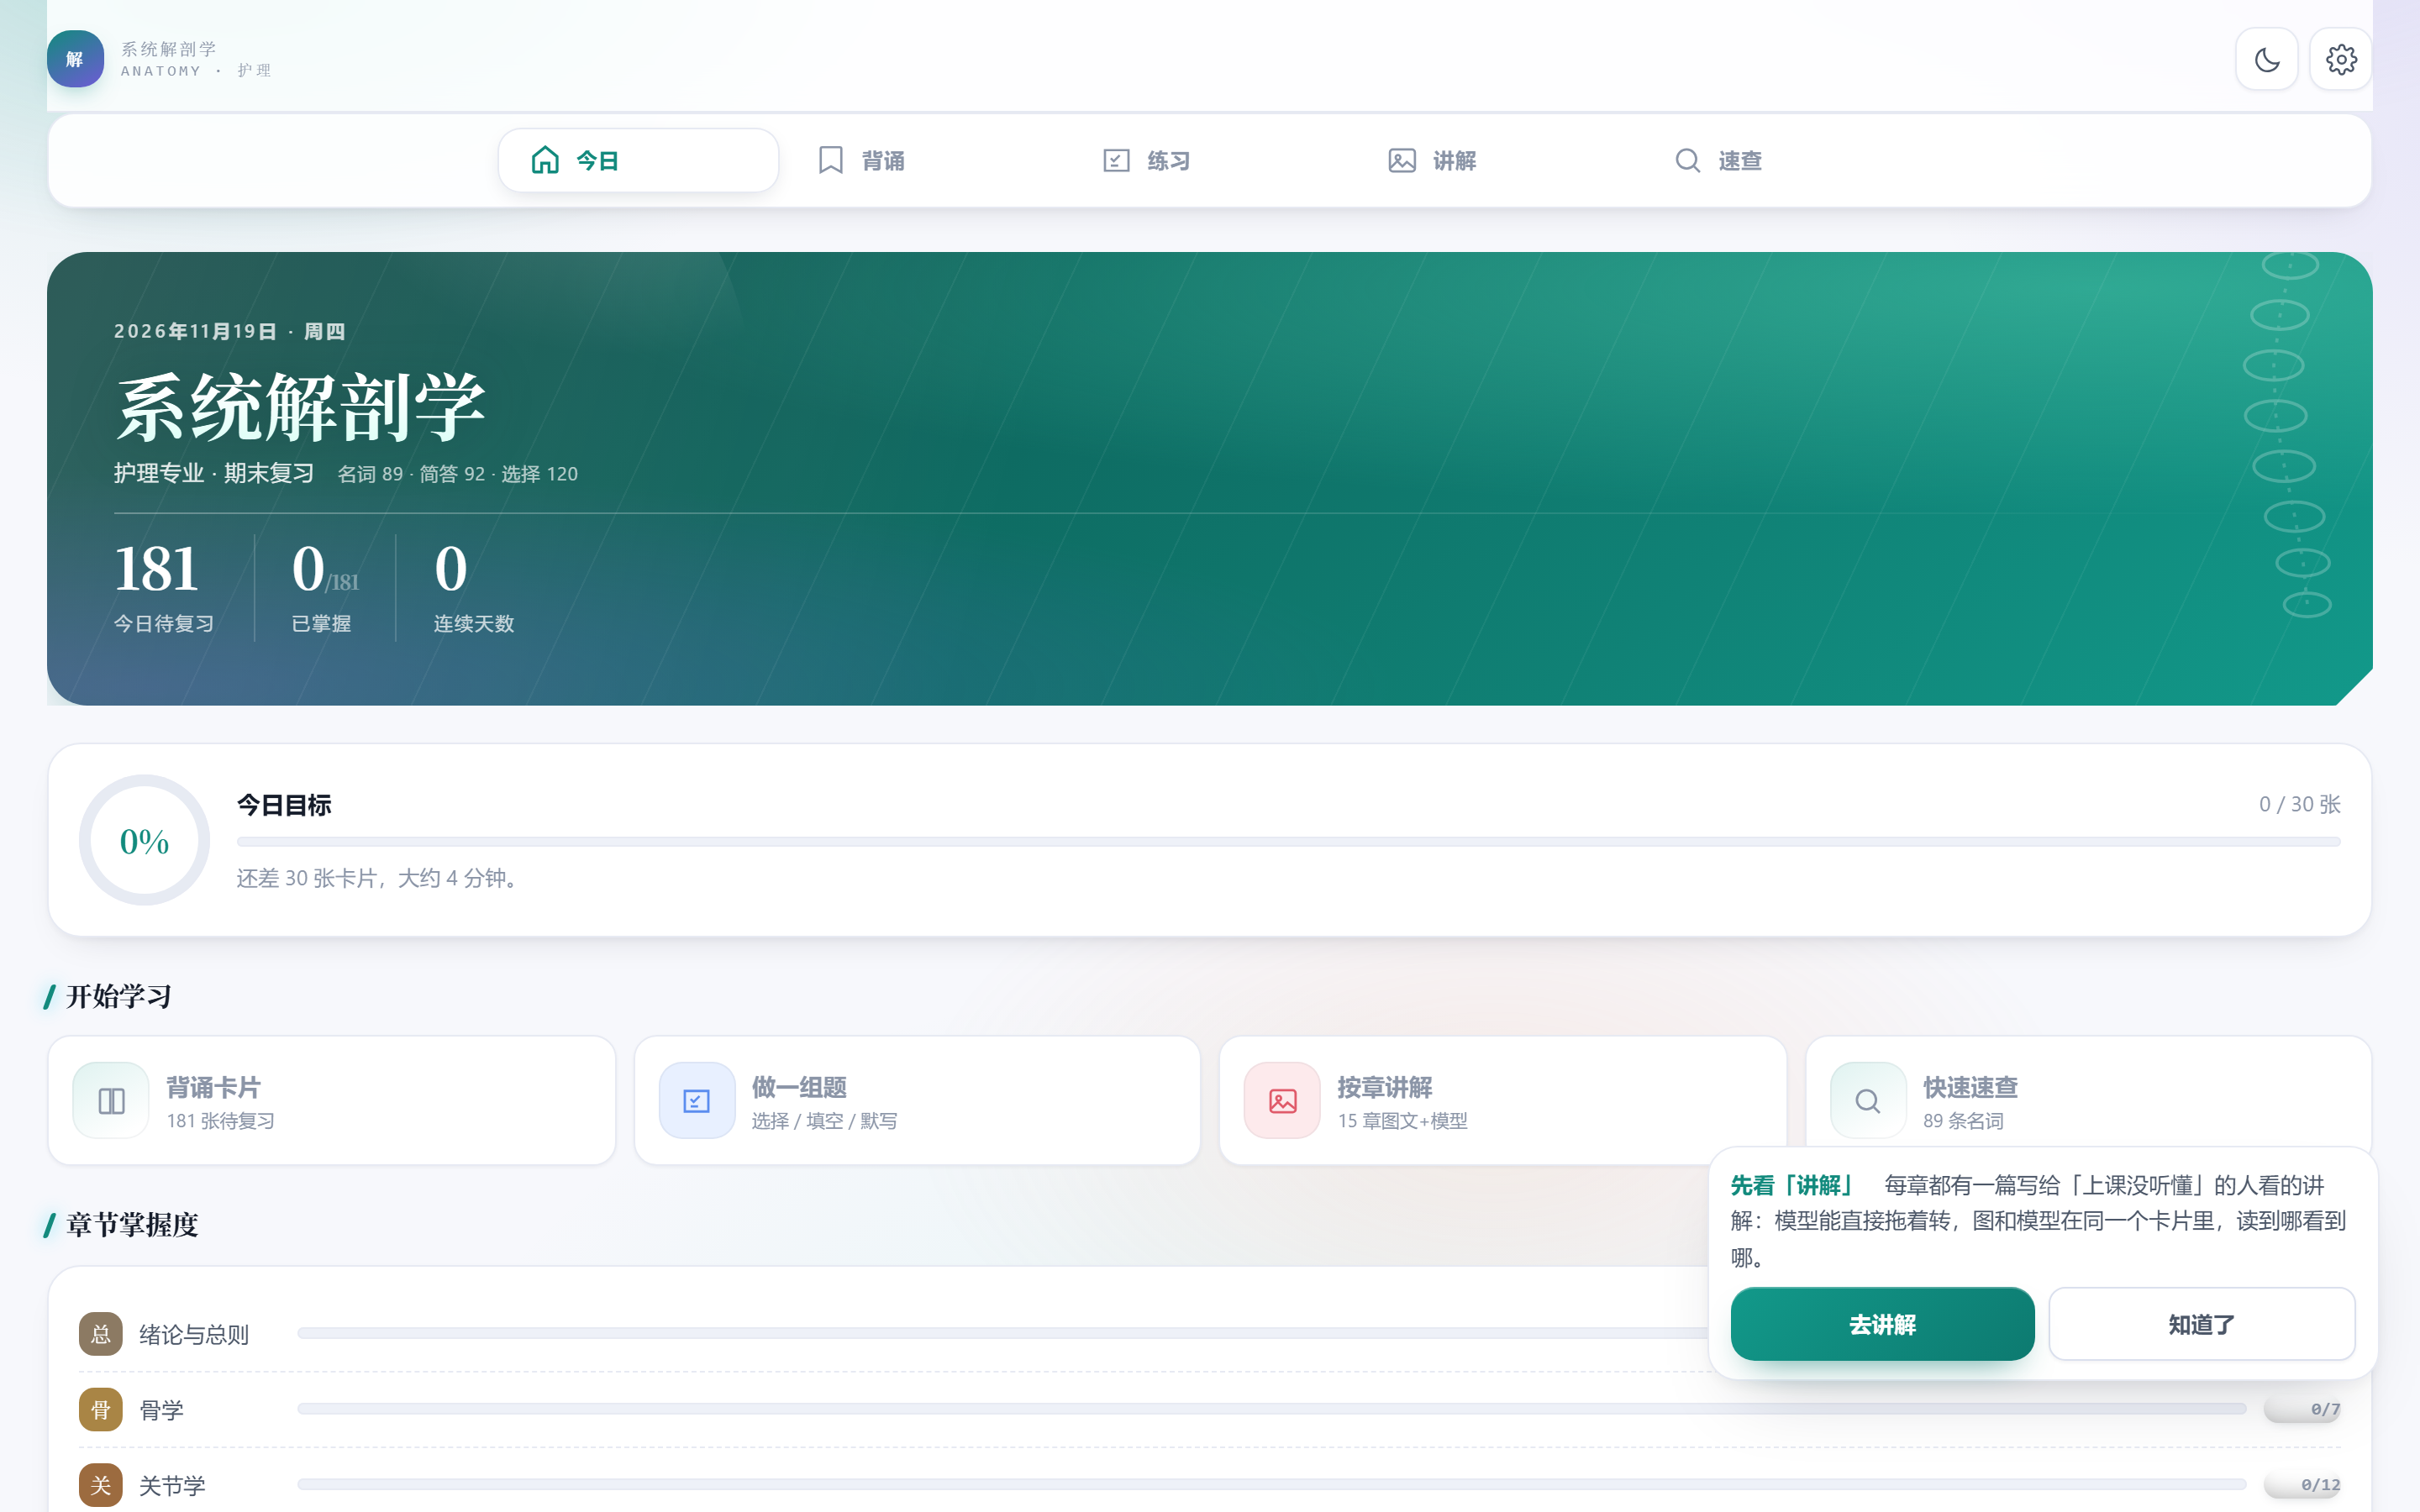 解
系统解剖学
ANATOMY · 护理
今日
背诵
练习
讲解
速查
2026年11月19日 · 周四
系统解剖学
护理专业 · 期末复习 名词 89 · 简答 92 · 选择 120
181
今日待复习
0/181
已掌握
0
连续天数
0%
今日目标
0 / 30 张
还差 30 张卡片，大约 4 分钟。
开始学习
背诵卡片
181 张待复习
做一组题
选择 / 填空 / 默写
按章讲解
15 章图文+模型
快速速查
89 条名词
章节掌握度
先看「讲解」 每章都有一篇写给「上课没听懂」的人看的讲
解：模型能直接拖着转，图和模型在同一个卡片里，读到哪看到
哪。
去讲解
知道了
总 绪论与总则
骨 骨学
0/7
关 关节学
0/12